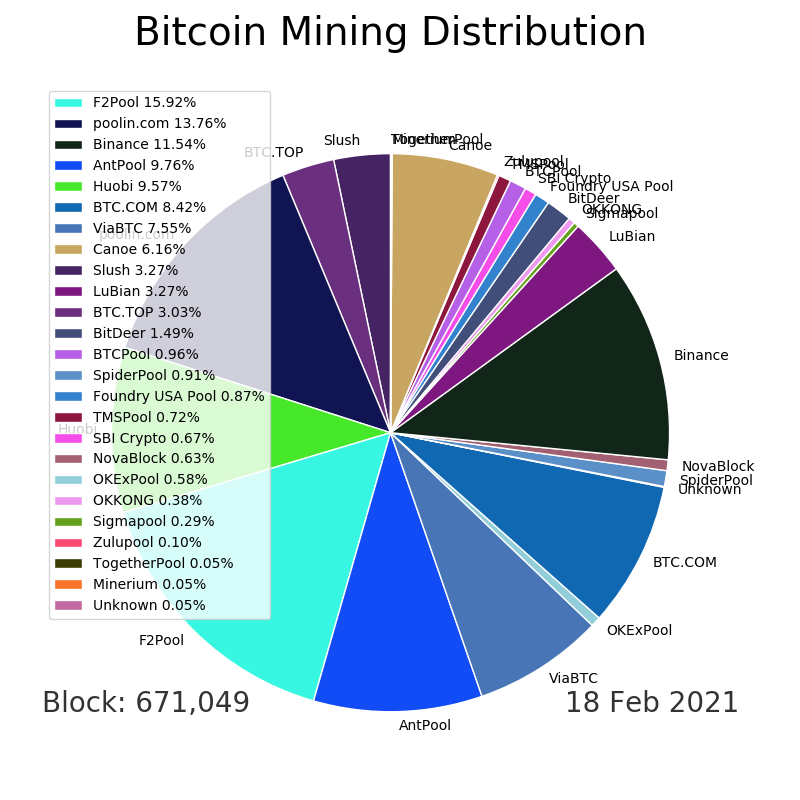 Bitcoin Mining Distribution
F2Pool 15.92%
poolin.com 13.76%
Binance 11.54%
AntPool 9.76%
Huobi 9.57%
BTC.COM 8.42%
ViaBTC 7.55%
Canoe 6.16%
Slush 3.27%
LuBian 3.27%
BTC.TOP 3.03%
BitDeer 1.49%
BTCPool 0.96%
SpiderPool 0.91%
Foundry USA Pool 0.87%
TMSPool 0.72%
SBI Crypto 0.67%
NovaBlock 0.63%
OKExPool 0.58%
OKKONG 0.38%
Sigmapool 0.29%
Zulupool 0.10%
TogetherPool 0.05%
Minerium 0.05%
Unknown 0.05%
BTC.TOP
Slush
Minerium
TogetherPool
Canoe
Zulupool
TMSPool
BTCPool
SBI Crypto
Foundry USA Pool
BitDeer
OKKONG
Sigmapool
LuBian
poolin.com
Binance
Huobi
NovaBlock
SpiderPool
Unknown
BTC.COM
OKExPool
F2Pool
ViaBTC
AntPool
Block: 671,049
18 Feb 2021